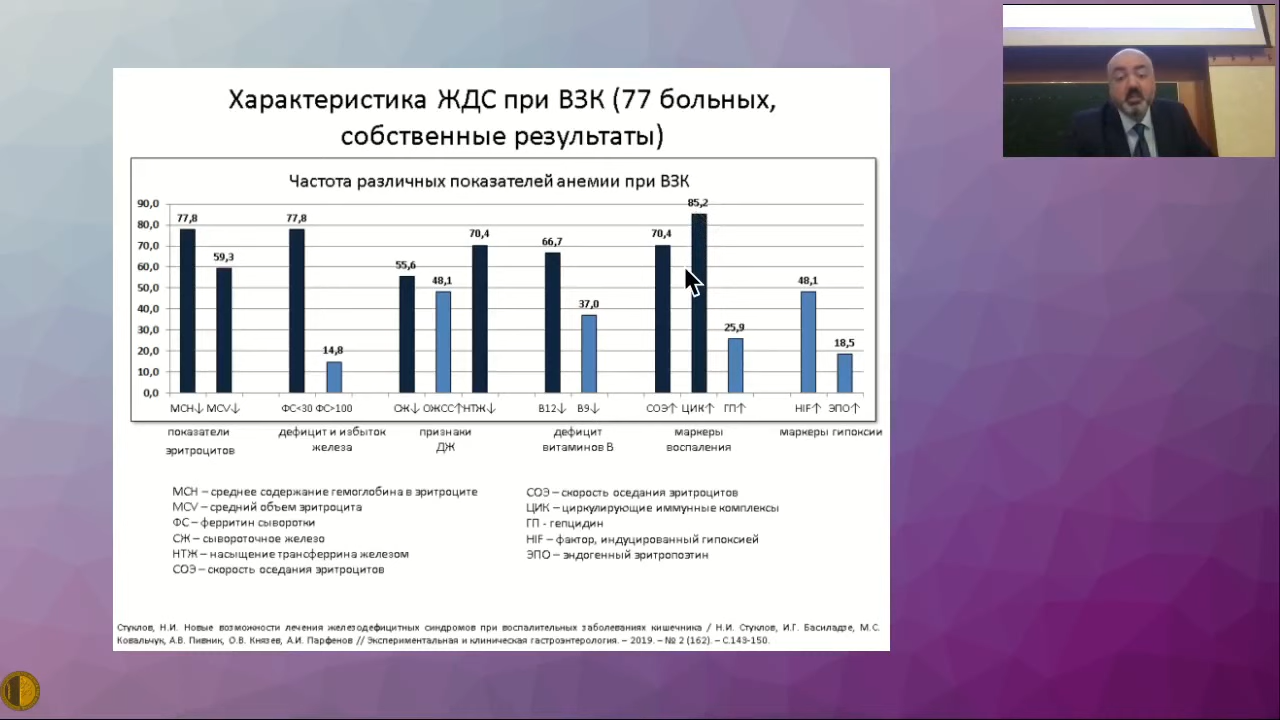 Характеристика ЖДС при ВЗК (77 больных,
собственные результаты)
Частота различных показателей анемии при ВЗК
90,0
80,0
70,0
60,0
50,0
40,0
30,0
20,0
10,0
0,0
77,8
59,3
77,8
14,8
55,6
48,1
70,4
66,7
37,0
70,4
85,2
25,9
48,1
18,5
МСН↓ MCV↓ ФС<30 ФС>100 СЖ↓ ОЖСС↑ НТЖ↓ В12↓ В9↓ СОЭ↑ ЦИК↑ ГП↑ HIF↑ ЭПО↑
показатели дефицит и избыток признаки дефицит маркеры маркеры гипоксии
эритроцитов железа ДЖ витаминов В воспаления
МСН – среднее содержание гемоглобина в эритроците
MCV – средний объем эритроцита
ФС – ферритин сыворотки
СЖ – сывороточное железо
НТЖ – насыщение трансферрина железом
СОЭ – скорость оседания эритроцитов
СОЭ – скорость оседания эритроцитов
ЦИК – циркулирующие иммунные комплексы
ГП - гепцидин
HIF – фактор, индуцированный гипоксией
ЭПО – эндогенный эритропоэтин
Стуклов, Н.И. Новые возможности лечения железодефицитных синдромов при воспалительных заболеваниях кишечника / Н.И. Стуклов, И.Г. Басиладзе, М.С.
Ковальчук, А.В. Пивник, О.В. Князев, А.И. Парфенов // Экспериментальная и клиническая гастроэнтерология. – 2019. – № 2 (162). – С.143-150.